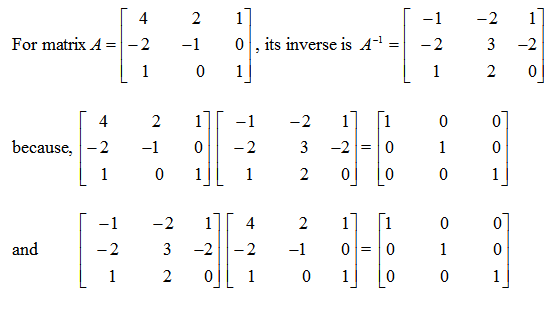 For matrix A = [ 4 2 1 ; −2 −1 0 ; 1 0 1 ] , its inverse is A⁻¹ = [ −1 −2 1 ; −2 3 −2 ; 1 2 0 ]
because, [ 4 2 1 ; −2 −1 0 ; 1 0 1 ] [ −1 −2 1 ; −2 3 −2 ; 1 2 0 ] = [ 1 0 0 ; 0 1 0 ; 0 0 1 ]
and [ −1 −2 1 ; −2 3 −2 ; 1 2 0 ] [ 4 2 1 ; −2 −1 0 ; 1 0 1 ] = [ 1 0 0 ; 0 1 0 ; 0 0 1 ]